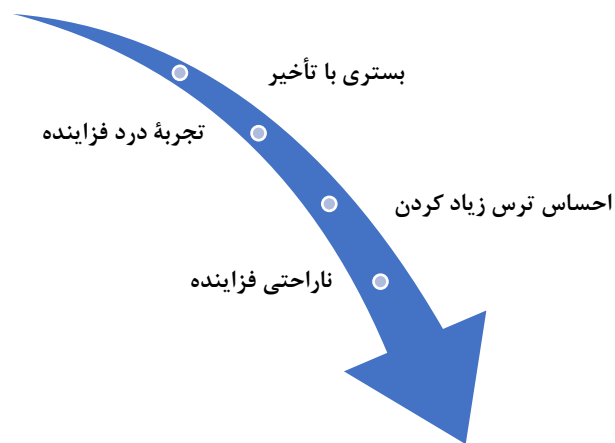 بستری با تأخیر
تجربهٔ درد فزاینده
احساس ترس زیاد کردن
ناراحتی فزاینده